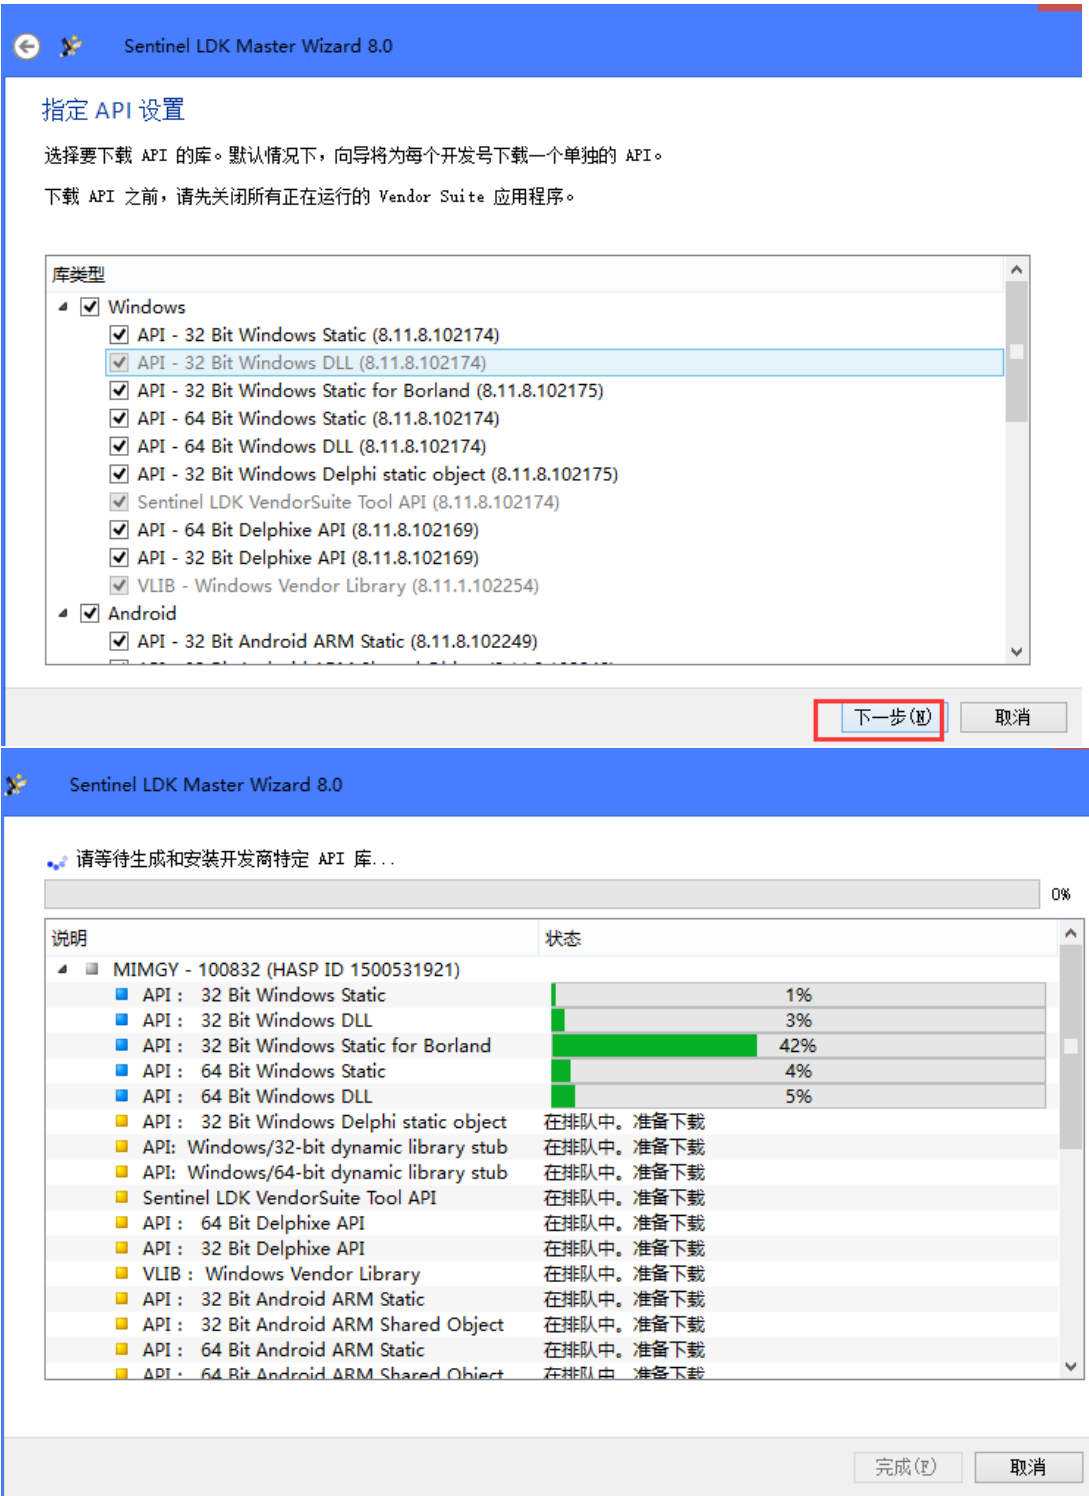 Sentinel LDK Master Wizard 8.0
指定 API 设置
选择要下载 API 的库。默认情况下，向导将为每个开发号下载一个单独的 API。
下载 API 之前，请先关闭所有正在运行的 Vendor Suite 应用程序。
库类型
Windows
API - 32 Bit Windows Static (8.11.8.102174)
API - 32 Bit Windows DLL (8.11.8.102174)
API - 32 Bit Windows Static for Borland (8.11.8.102175)
API - 64 Bit Windows Static (8.11.8.102174)
API - 64 Bit Windows DLL (8.11.8.102174)
API - 32 Bit Windows Delphi static object (8.11.8.102175)
Sentinel LDK VendorSuite Tool API (8.11.8.102174)
API - 64 Bit Delphixe API (8.11.8.102169)
API - 32 Bit Delphixe API (8.11.8.102169)
VLIB - Windows Vendor Library (8.11.1.102254)
Android
API - 32 Bit Android ARM Static (8.11.8.102249)
下一步(N) 取消
Sentinel LDK Master Wizard 8.0
请等待生成和安装开发商特定 API 库...
0%
说明 状态
MIMGY - 100832 (HASP ID 1500531921)
API : 32 Bit Windows Static 1%
API : 32 Bit Windows DLL 3%
API : 32 Bit Windows Static for Borland 42%
API : 64 Bit Windows Static 4%
API : 64 Bit Windows DLL 5%
API : 32 Bit Windows Delphi static object 在排队中。准备下载
API: Windows/32-bit dynamic library stub 在排队中。准备下载
API: Windows/64-bit dynamic library stub 在排队中。准备下载
Sentinel LDK VendorSuite Tool API 在排队中。准备下载
API : 64 Bit Delphixe API 在排队中。准备下载
API : 32 Bit Delphixe API 在排队中。准备下载
VLIB : Windows Vendor Library 在排队中。准备下载
API : 32 Bit Android ARM Static 在排队中。准备下载
API : 32 Bit Android ARM Shared Object 在排队中。准备下载
API : 64 Bit Android ARM Static 在排队中。准备下载
API : 64 Bit Android ARM Shared Object 在排队中。准备下载
完成(F) 取消